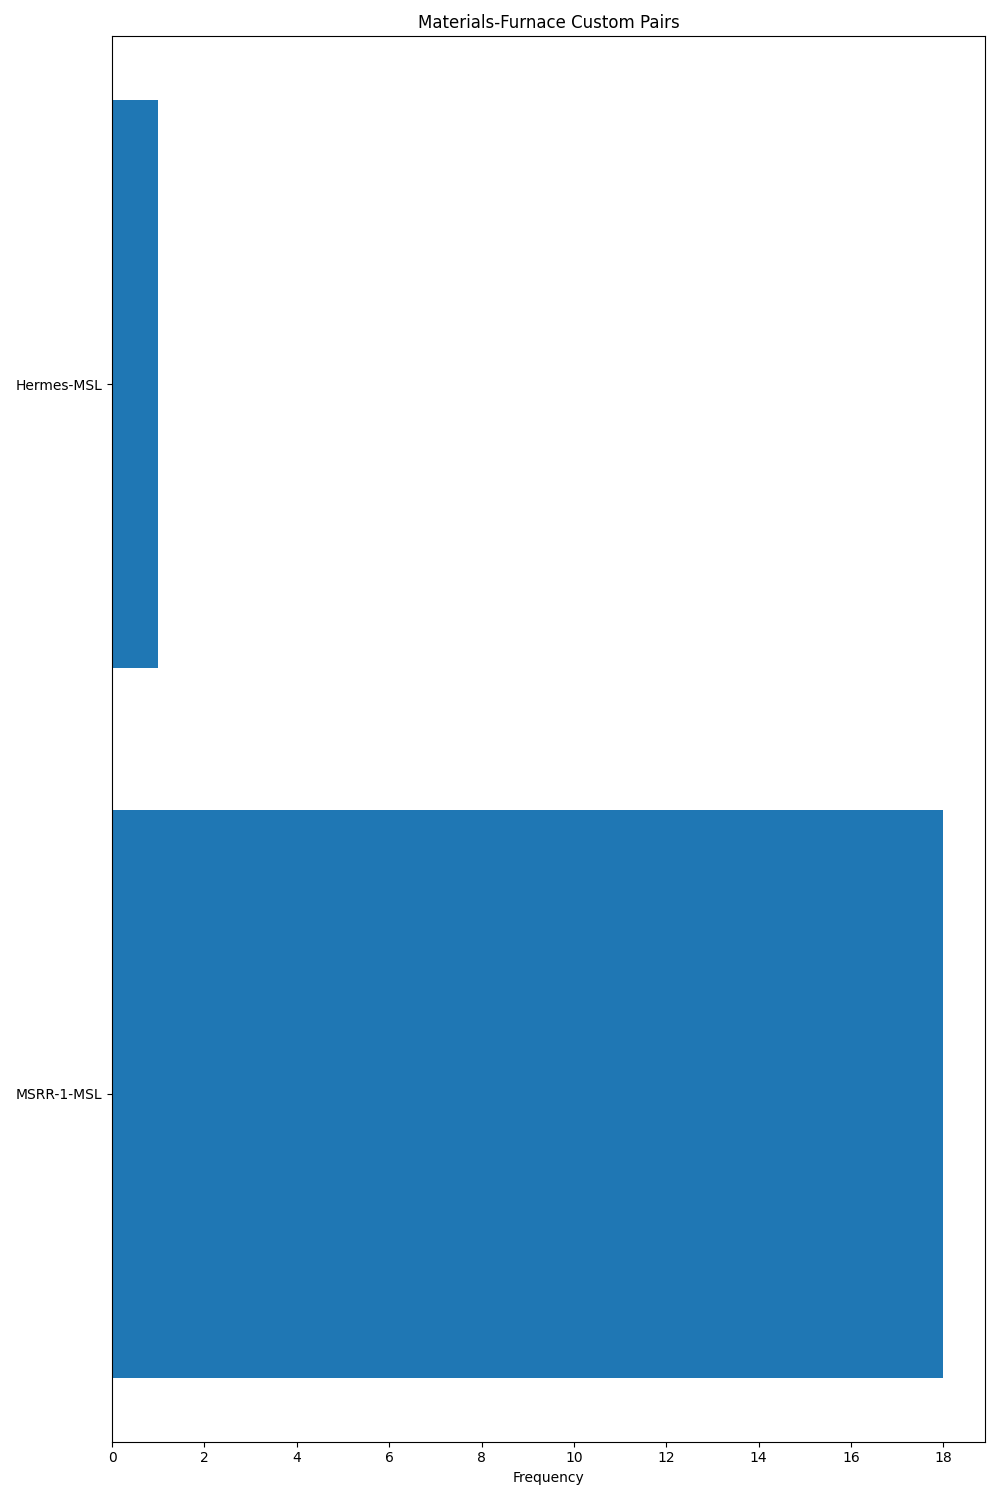 Materials-Furnace Custom Pairs
Hermes-MSL
MSRR-1-MSL
0 2 4 6 8 10 12 14 16 18
Frequency